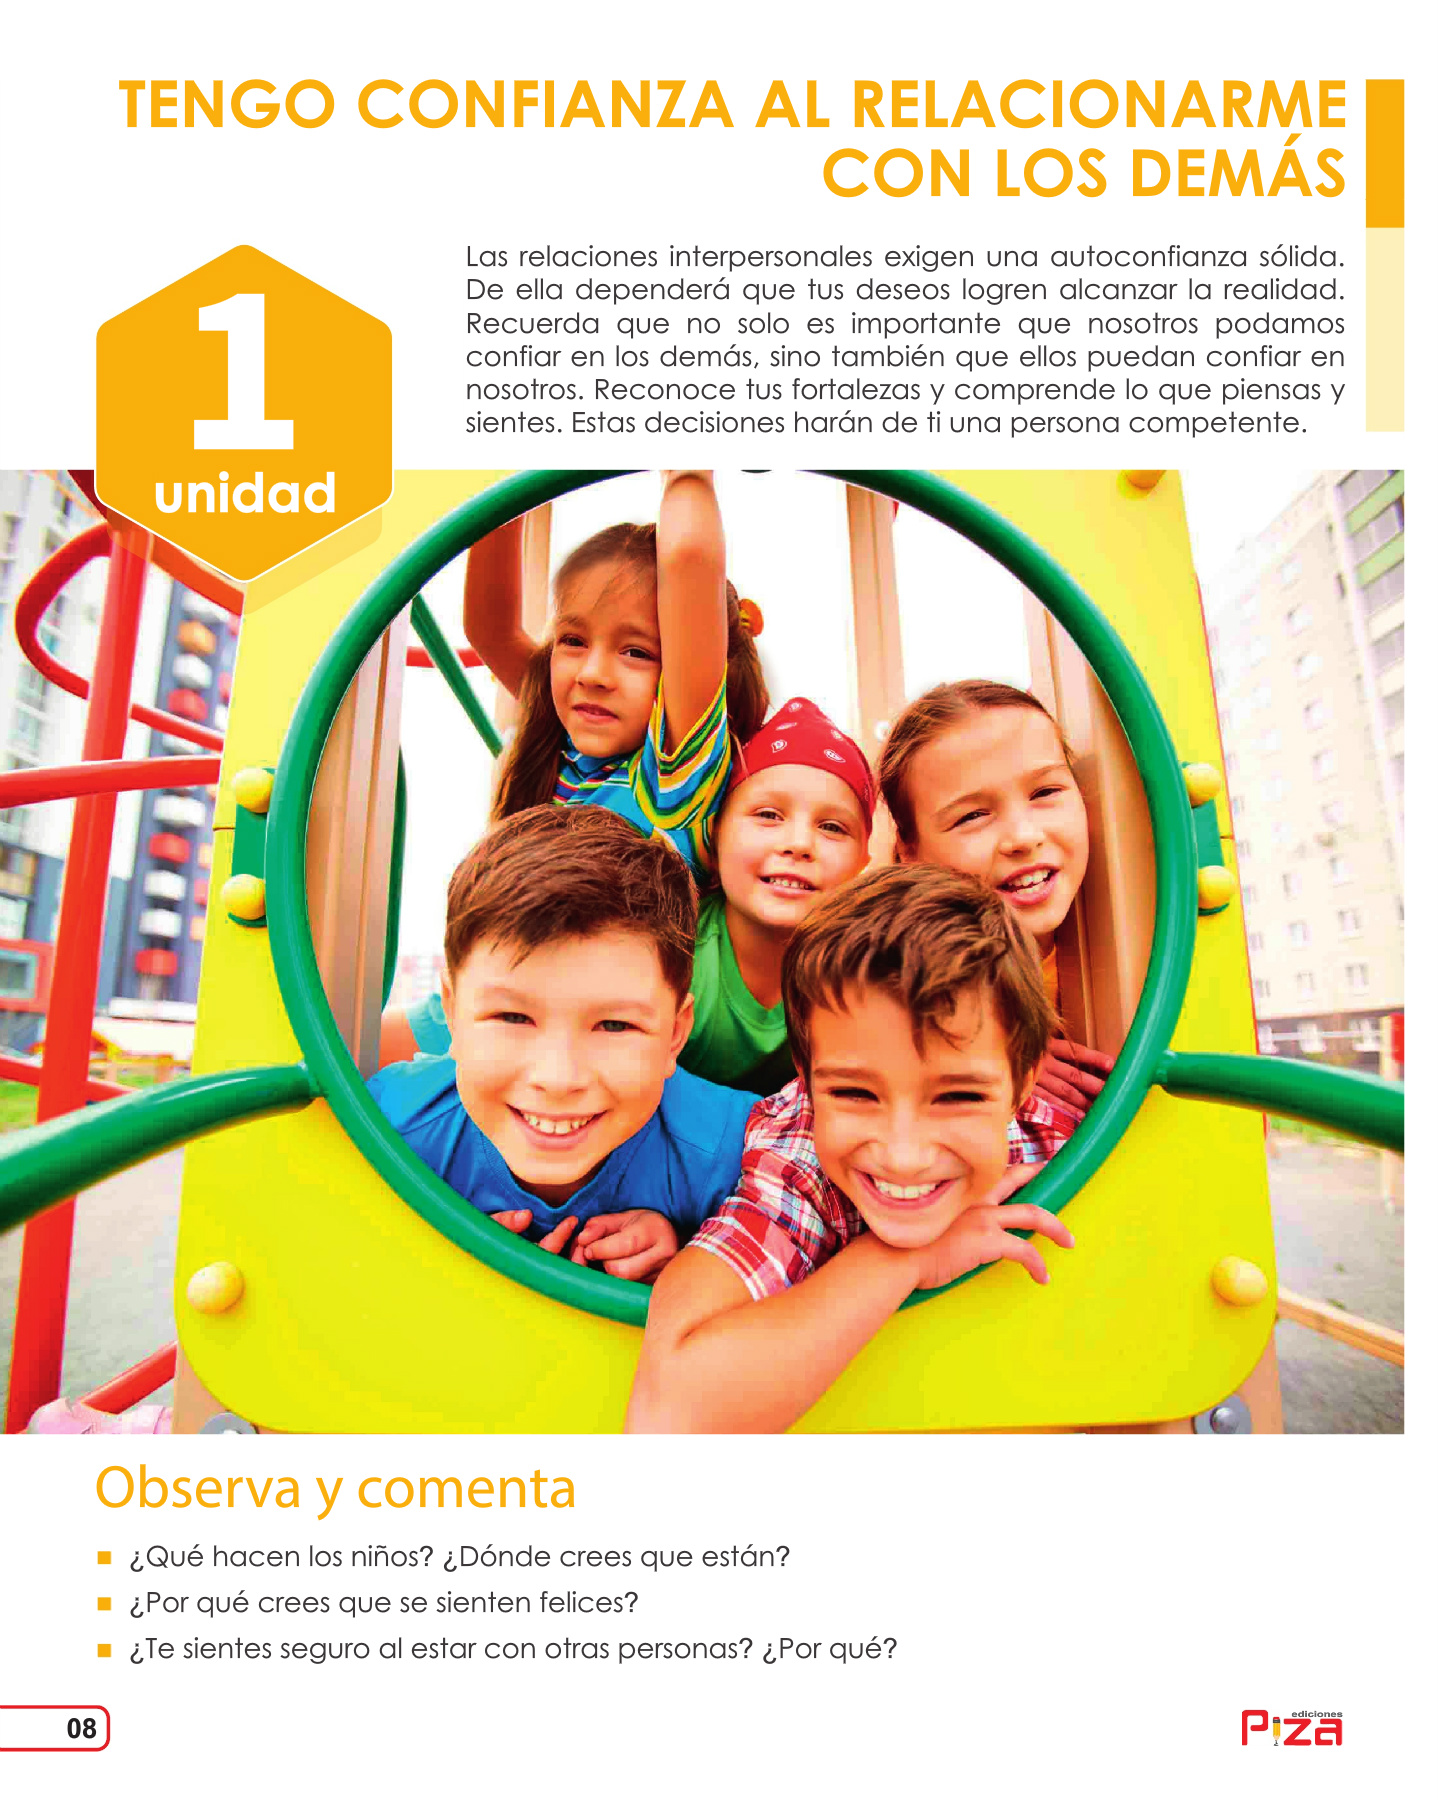 TENGO CONFIANZA AL RELACIONARME
CON LOS DEMÁS
1
unidad
Las relaciones interpersonales exigen una autoconfianza sólida.
De ella dependerá que tus deseos logren alcanzar la realidad.
Recuerda que no solo es importante que nosotros podamos
confiar en los demás, sino también que ellos puedan confiar en
nosotros. Reconoce tus fortalezas y comprende lo que piensas y
sientes. Estas decisiones harán de ti una persona competente.
Observa y comenta
¿Qué hacen los niños? ¿Dónde crees que están?
¿Por qué crees que se sienten felices?
¿Te sientes seguro al estar con otras personas? ¿Por qué?
08
ediciones
Piza